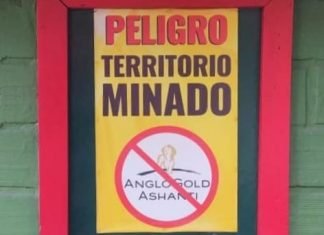 PELIGRO
TERRITORIO
MINADO
ANGLOGOLD
ASHANTI